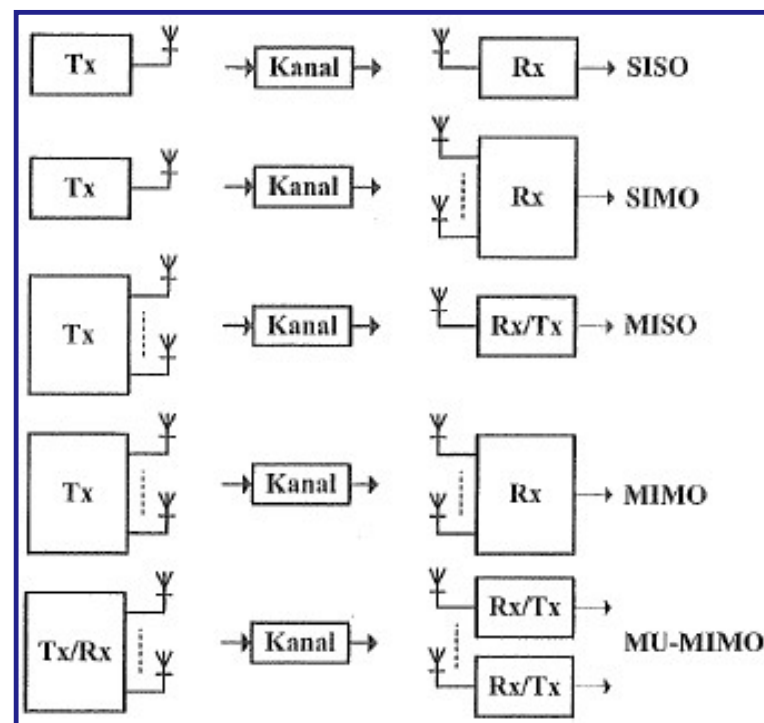 Tx Kanal Rx SISO
Tx Kanal Rx SIMO
Tx Kanal Rx/Tx MISO
Tx Kanal Rx MIMO
Rx/Tx
Tx/Rx Kanal MU-MIMO
Rx/Tx